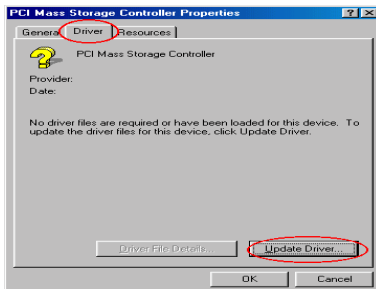 PCI Mass Storage Controller Properties
General Driver Resources
PCI Mass Storage Controller
Provider:
Date:
No driver files are required or have been loaded for this device. To
update the driver files for this device, click Update Driver.
Driver File Details... Update Driver...
OK Cancel